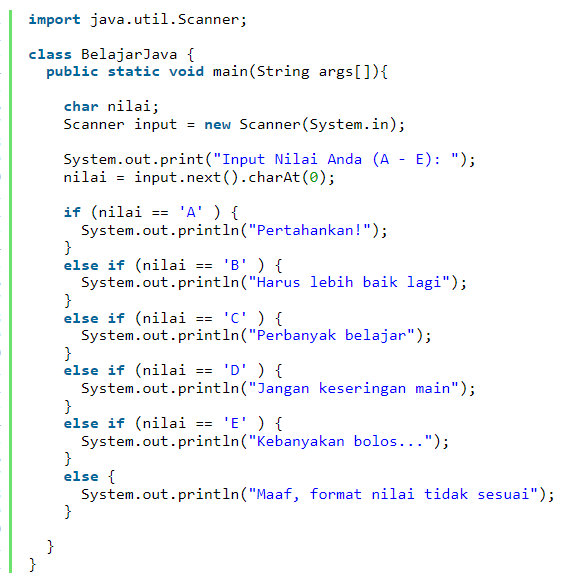 import java.util.Scanner;
class BelajarJava {
public static void main(String args[]){
char nilai;
Scanner input = new Scanner(System.in);
System.out.print("Input Nilai Anda (A - E): ");
nilai = input.next().charAt(0);
if (nilai == 'A' ) {
System.out.println("Pertahankan!");
}
else if (nilai == 'B' ) {
System.out.println("Harus lebih baik lagi");
}
else if (nilai == 'C' ) {
System.out.println("Perbanyak belajar");
}
else if (nilai == 'D' ) {
System.out.println("Jangan keseringan main");
}
else if (nilai == 'E' ) {
System.out.println("Kebanyakan bolos...");
}
else {
System.out.println("Maaf, format nilai tidak sesuai");
}
}
}